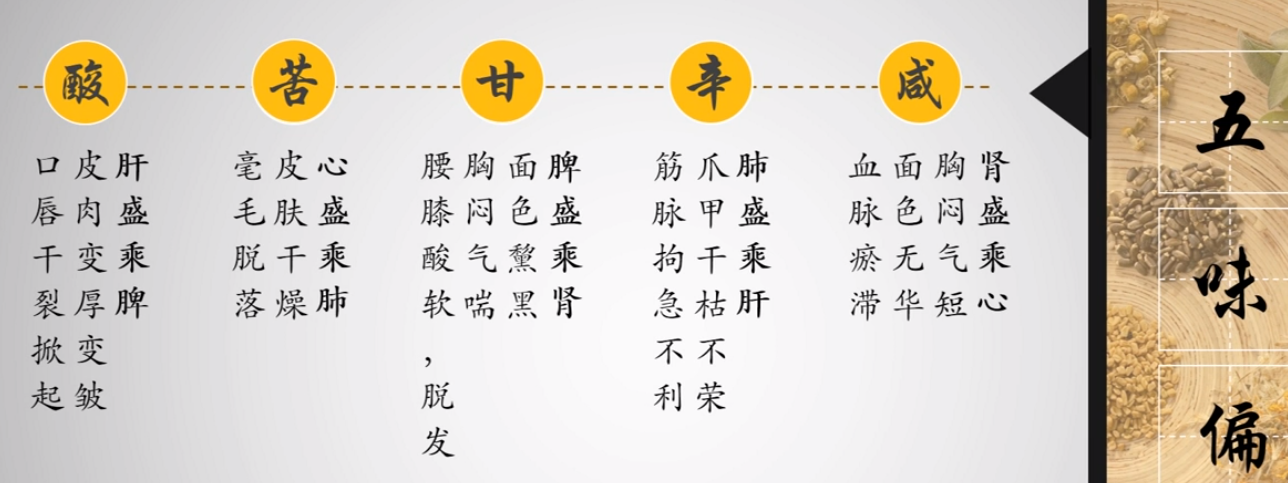 五味偏
酸
肝盛乘脾
皮肉变厚变皱
口唇干裂掀起
苦
心盛乘肺
皮肤干燥
毫毛脱落
甘
脾盛乘肾
面色黧黑
胸闷气喘
腰膝酸软，脱发
辛
肺盛乘肝
爪甲干枯不荣
筋脉拘急不利
咸
肾盛乘心
胸闷气短
面色无华
血脉瘀滞